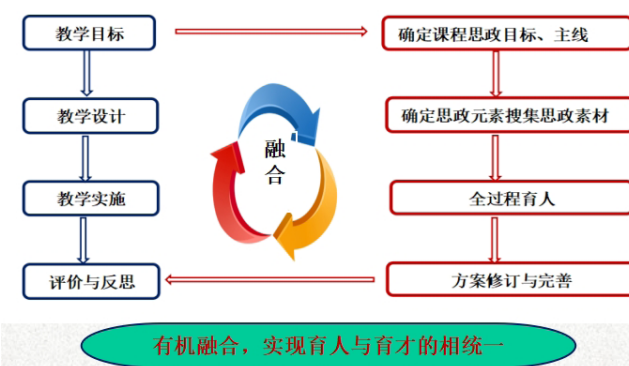 教学目标
确定课程思政目标、主线
教学设计
确定思政元素搜集思政素材
融
合
教学实施
全过程育人
评价与反思
方案修订与完善
有机融合，实现育人与育才的相统一